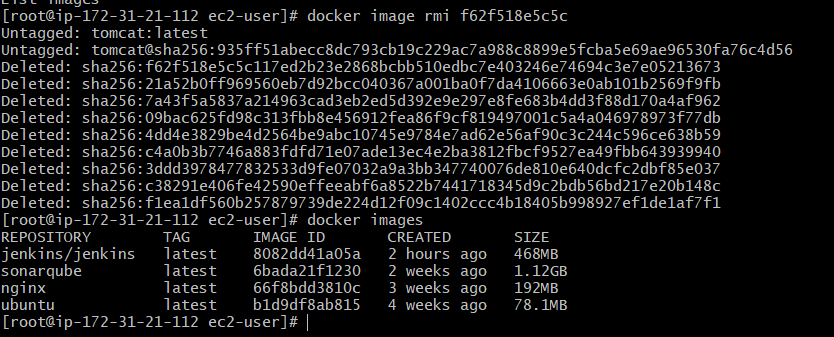 List images
[root@ip-172-31-21-112 ec2-user]# docker image rmi f62f518e5c5c
Untagged: tomcat:latest
Untagged: tomcat@sha256:935ff51abecc8dc793cb19c229ac7a988c8899e5fcba5e69ae96530fa76c4d56
Deleted: sha256:f62f518e5c5c117ed2b23e2868bcbb510edbc7e403246e74694c3e7e05213673
Deleted: sha256:21a52b0ff969560eb7d92bcc040367a001ba0f7da4106663e0ab101b2569f9fb
Deleted: sha256:7a43f5a5837a214963cad3eb2ed5d392e9e297e8fe683b4dd3f88d170a4af962
Deleted: sha256:09bac625fd98c313fbb8e456912fea86f9cf819497001c5a4a046978973f77db
Deleted: sha256:4dd4e3829be4d2564be9abc10745e9784e7ad62e56af90c3c244c596ce638b59
Deleted: sha256:c4a0b3b7746a883fdfd71e07ade13ec4e2ba3812fbcf9527ea49fbb643939940
Deleted: sha256:3ddd3978477832533d9fe07032a9a3bb347740076de810e640dcfc2dbf85e037
Deleted: sha256:c38291e406fe42590effeeabf6a8522b7441718345d9c2bdb56bd217e20b148c
Deleted: sha256:f1ea1df560b257879739de224d12f09c1402ccc4b18405b998927ef1de1af7f1
[root@ip-172-31-21-112 ec2-user]# docker images
REPOSITORY TAG IMAGE ID CREATED SIZE
jenkins/jenkins latest 8082dd41a05a 2 hours ago 468MB
sonarqube latest 6bada21f1230 2 weeks ago 1.12GB
nginx latest 66f8bdd3810c 3 weeks ago 192MB
ubuntu latest b1d9df8ab815 4 weeks ago 78.1MB
[root@ip-172-31-21-112 ec2-user]#